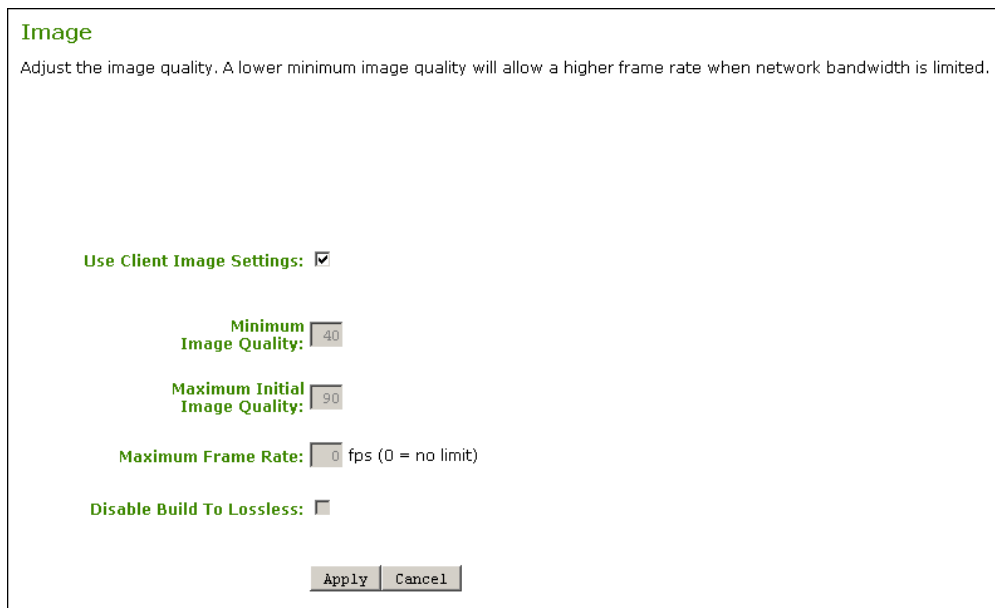 Image
Adjust the image quality. A lower minimum image quality will allow a higher frame rate when network bandwidth is limited.
Use Client Image Settings:
Minimum
Image Quality: 40
Maximum Initial
Image Quality: 90
Maximum Frame Rate: 0 fps (0 = no limit)
Disable Build To Lossless:
Apply Cancel